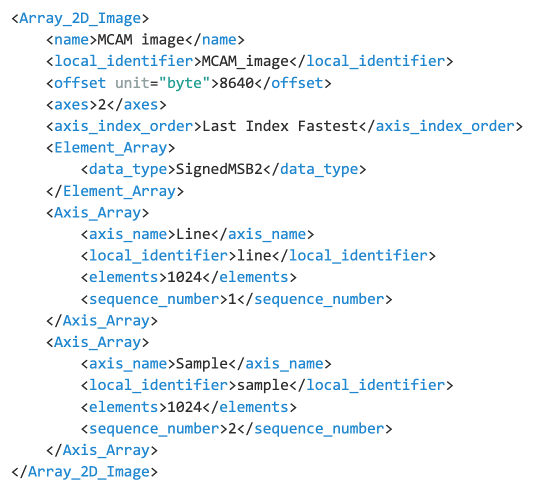 <Array_2D_Image>
<name>MCAM image</name>
<local_identifier>MCAM_image</local_identifier>
<offset unit="byte">8640</offset>
<axes>2</axes>
<axis_index_order>Last Index Fastest</axis_index_order>
<Element_Array>
<data_type>SignedMSB2</data_type>
</Element_Array>
<Axis_Array>
<axis_name>Line</axis_name>
<local_identifier>line</local_identifier>
<elements>1024</elements>
<sequence_number>1</sequence_number>
</Axis_Array>
<Axis_Array>
<axis_name>Sample</axis_name>
<local_identifier>sample</local_identifier>
<elements>1024</elements>
<sequence_number>2</sequence_number>
</Axis_Array>
</Array_2D_Image>